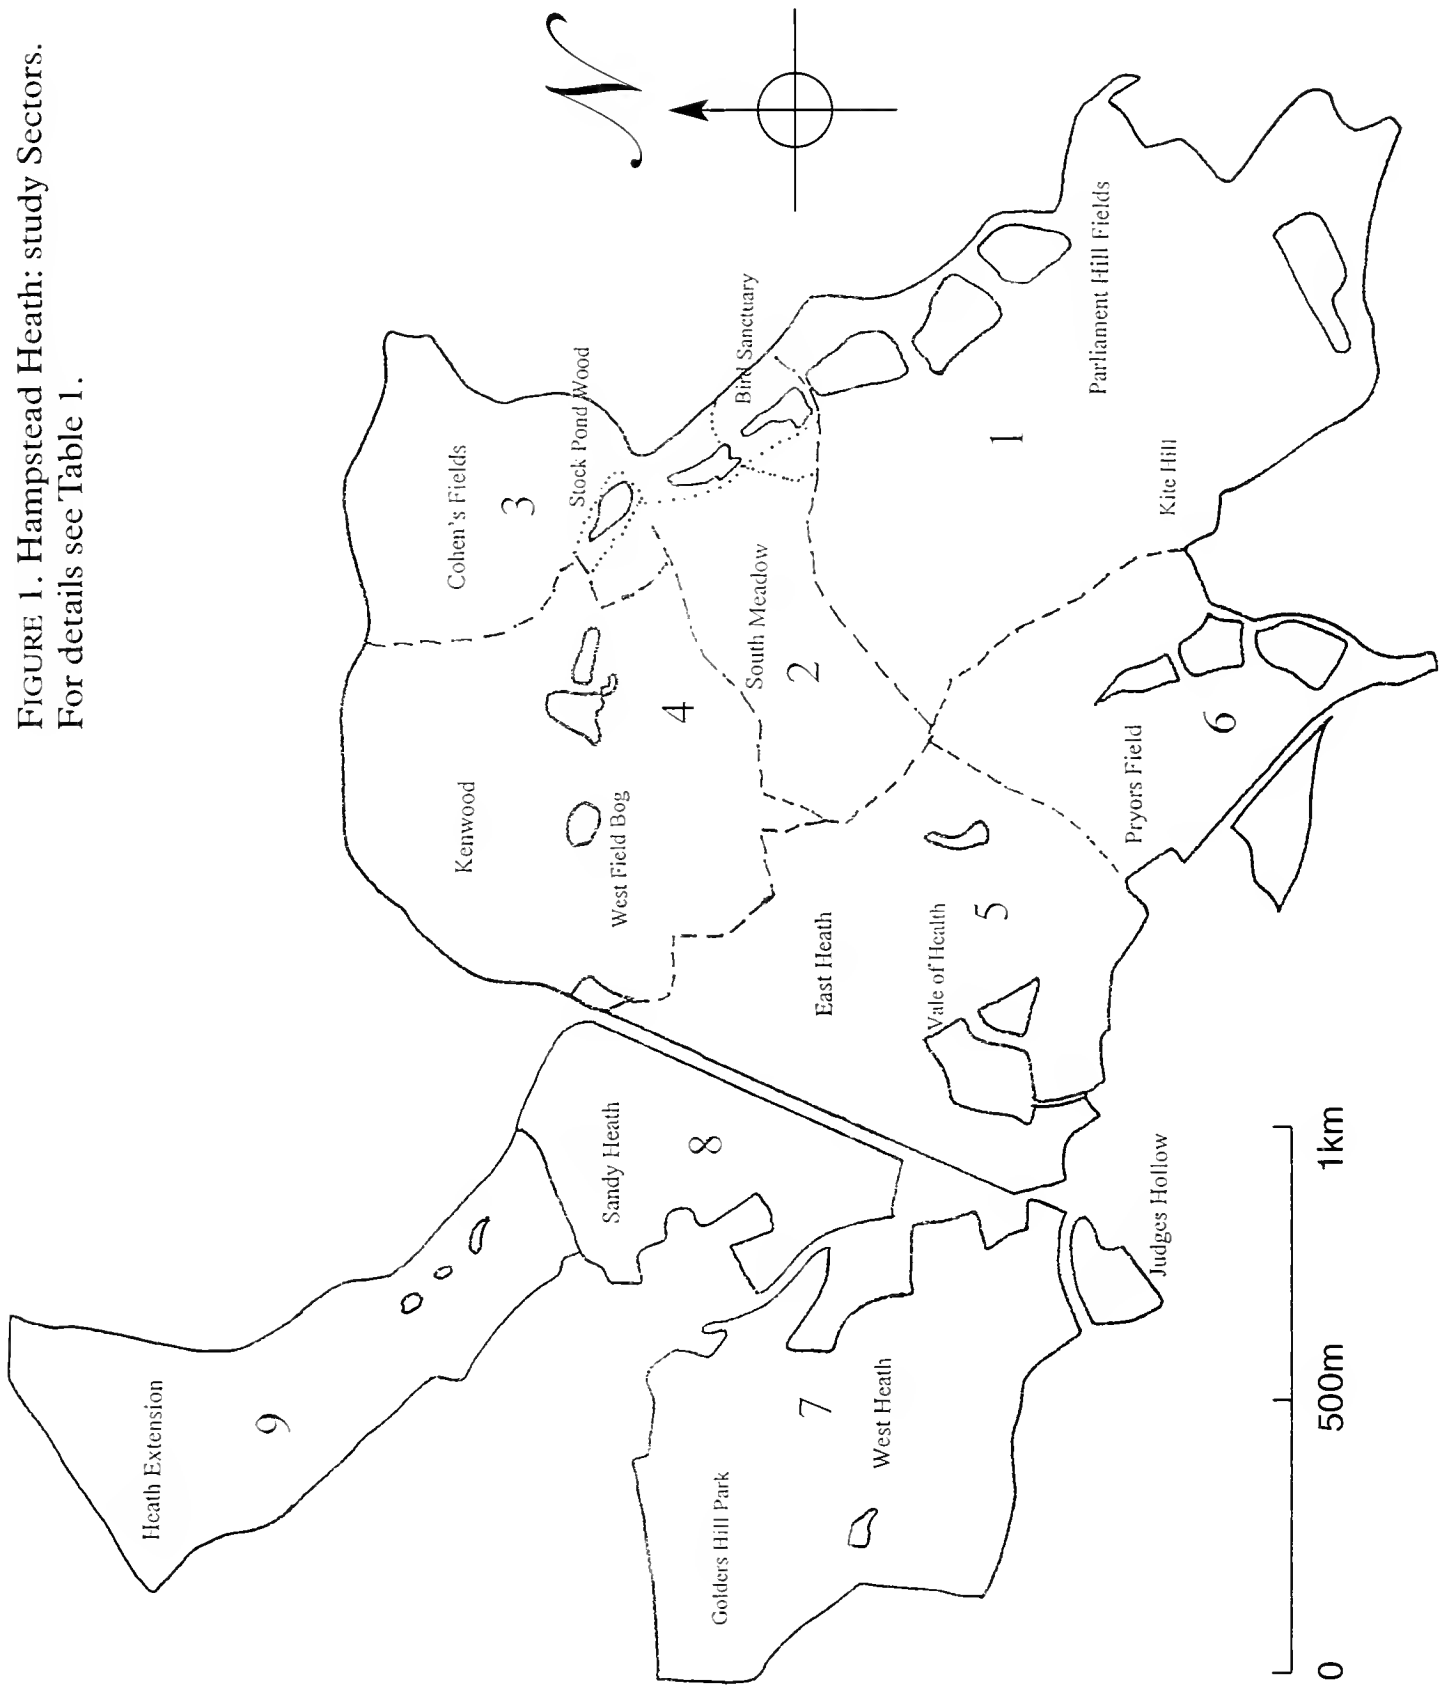 FIGURE 1. Hampstead Heath: study Sectors.
For details see Table 1.
N
Heath Extension
9
Cohen's Fields
3
Stock Pond Wood
Bird Sanctuary
Kenwood
4
West Field Bog
South Meadow
2
Sandy Heath
8
East Heath
Vale of Health
5
1
Parliament Hill Fields
Kite Hill
Pryors Field
6
Golders Hill Park
7
West Heath
Judges Hollow
0
500m
1km